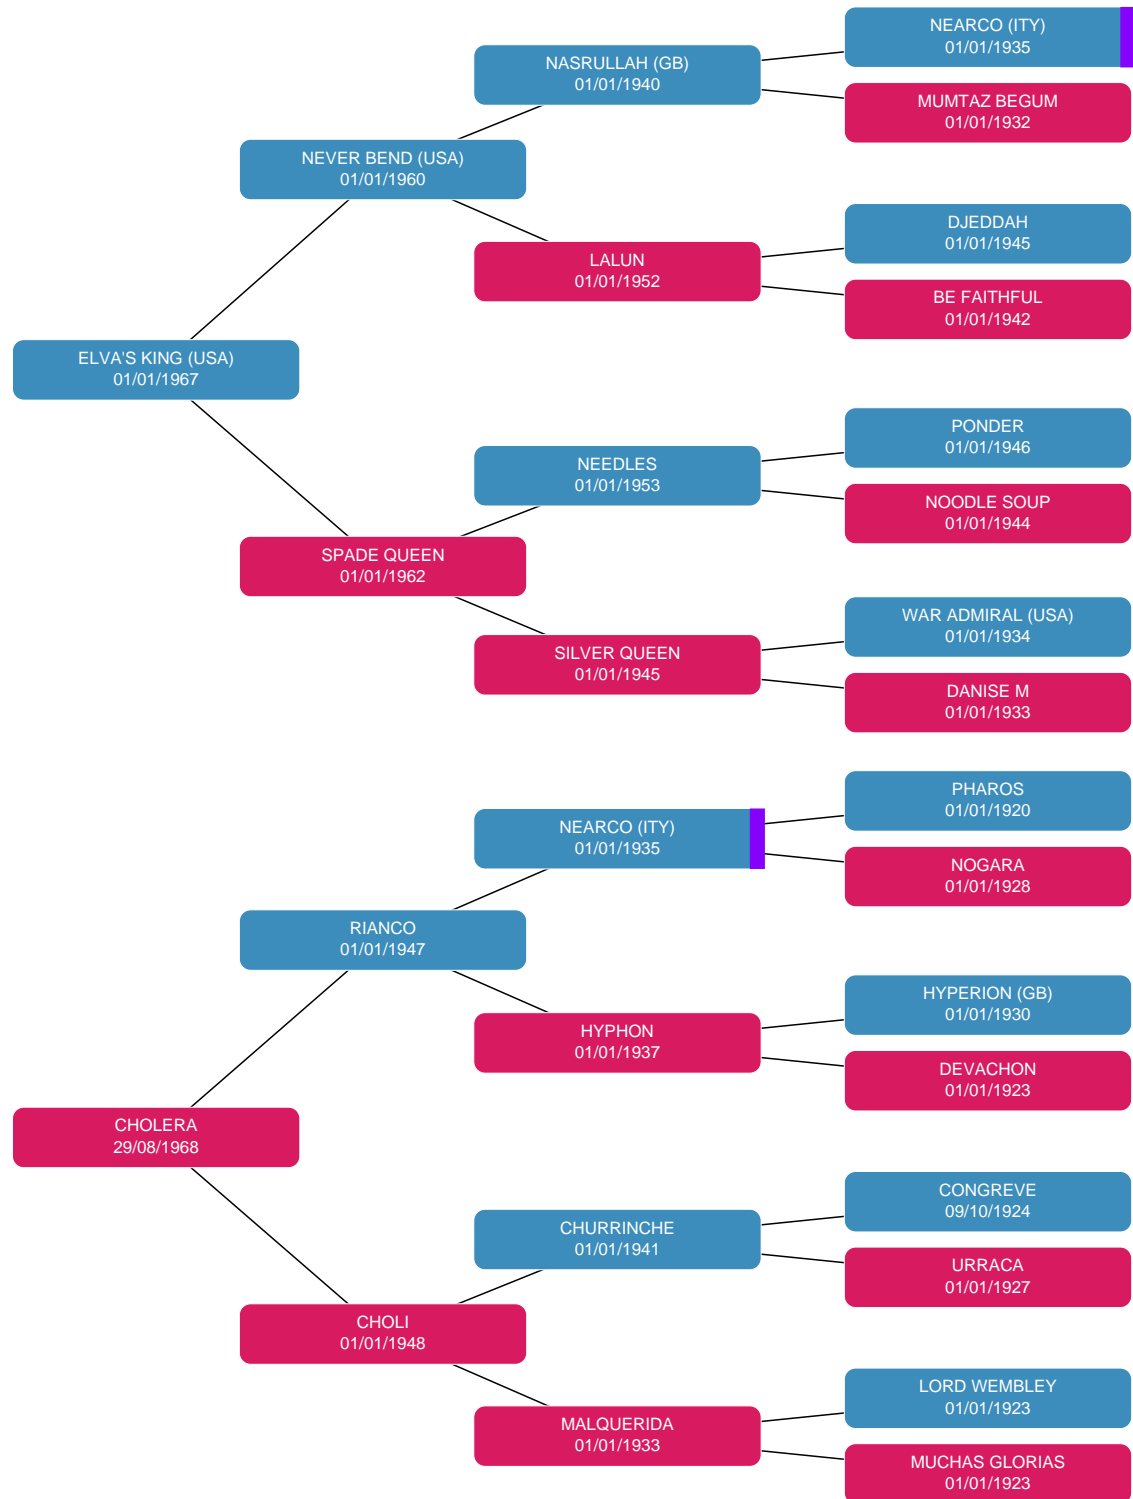 NEARCO (ITY)
01/01/1935
NASRULLAH (GB)
01/01/1940
MUMTAZ BEGUM
01/01/1932
NEVER BEND (USA)
01/01/1960
DJEDDAH
01/01/1945
LALUN
01/01/1952
BE FAITHFUL
01/01/1942
ELVA'S KING (USA)
01/01/1967
PONDER
01/01/1946
NEEDLES
01/01/1953
NOODLE SOUP
01/01/1944
SPADE QUEEN
01/01/1962
WAR ADMIRAL (USA)
01/01/1934
SILVER QUEEN
01/01/1945
DANISE M
01/01/1933
PHAROS
01/01/1920
NEARCO (ITY)
01/01/1935
NOGARA
01/01/1928
RIANCO
01/01/1947
HYPERION (GB)
01/01/1930
HYPHON
01/01/1937
DEVACHON
01/01/1923
CHOLERA
29/08/1968
CONGREVE
09/10/1924
CHURRINCHE
01/01/1941
URRACA
01/01/1927
CHOLI
01/01/1948
LORD WEMBLEY
01/01/1923
MALQUERIDA
01/01/1933
MUCHAS GLORIAS
01/01/1923